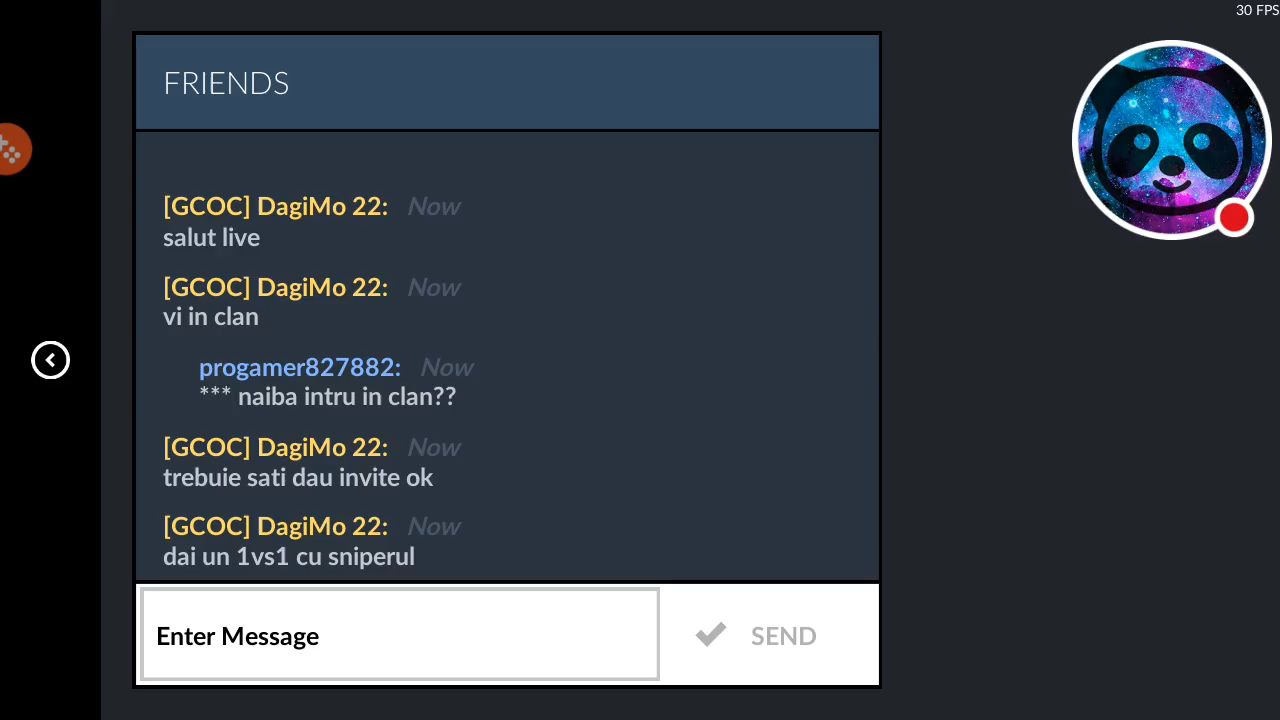 30 FPS
FRIENDS
[GCOC] DagiMo 22: Now
salut live
[GCOC] DagiMo 22: Now
vi in clan
progamer827882: Now
*** naiba intru in clan??
[GCOC] DagiMo 22: Now
trebuie sati dau invite ok
[GCOC] DagiMo 22: Now
dai un 1vs1 cu sniperul
Enter Message
SEND